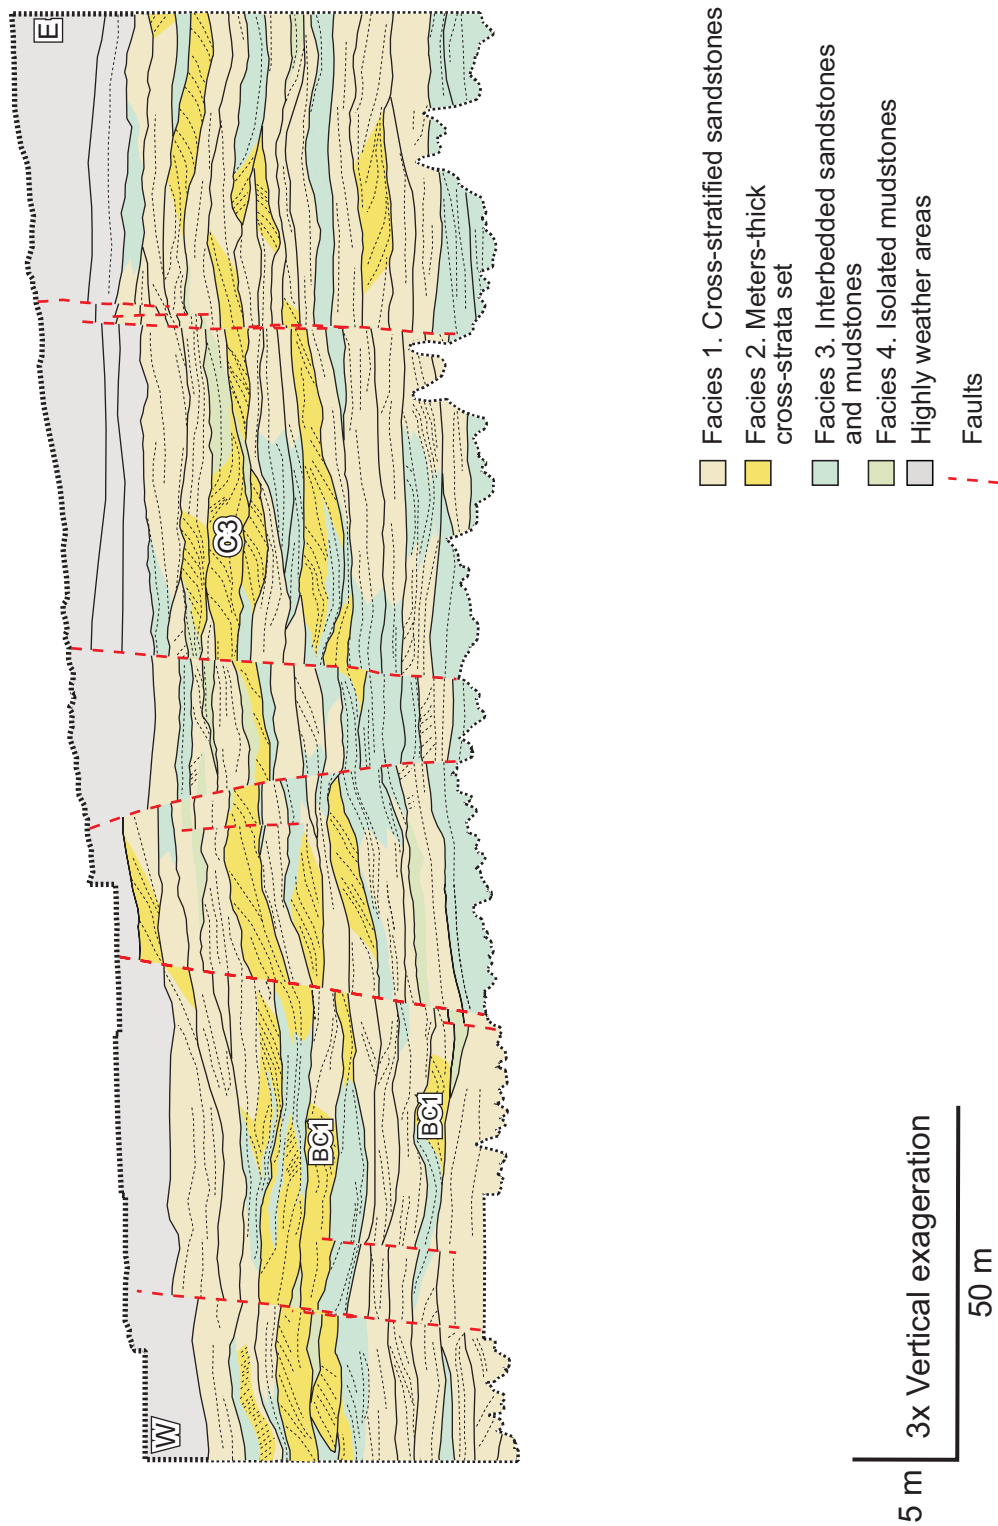 W
E
C3
BC1
BC1
Facies 1. Cross-stratified sandstones
Facies 2. Meters-thick
cross-strata set
Facies 3. Interbedded sandstones
and mudstones
Facies 4. Isolated mudstones
Highly weather areas
Faults
5 m
3x Vertical exageration
50 m